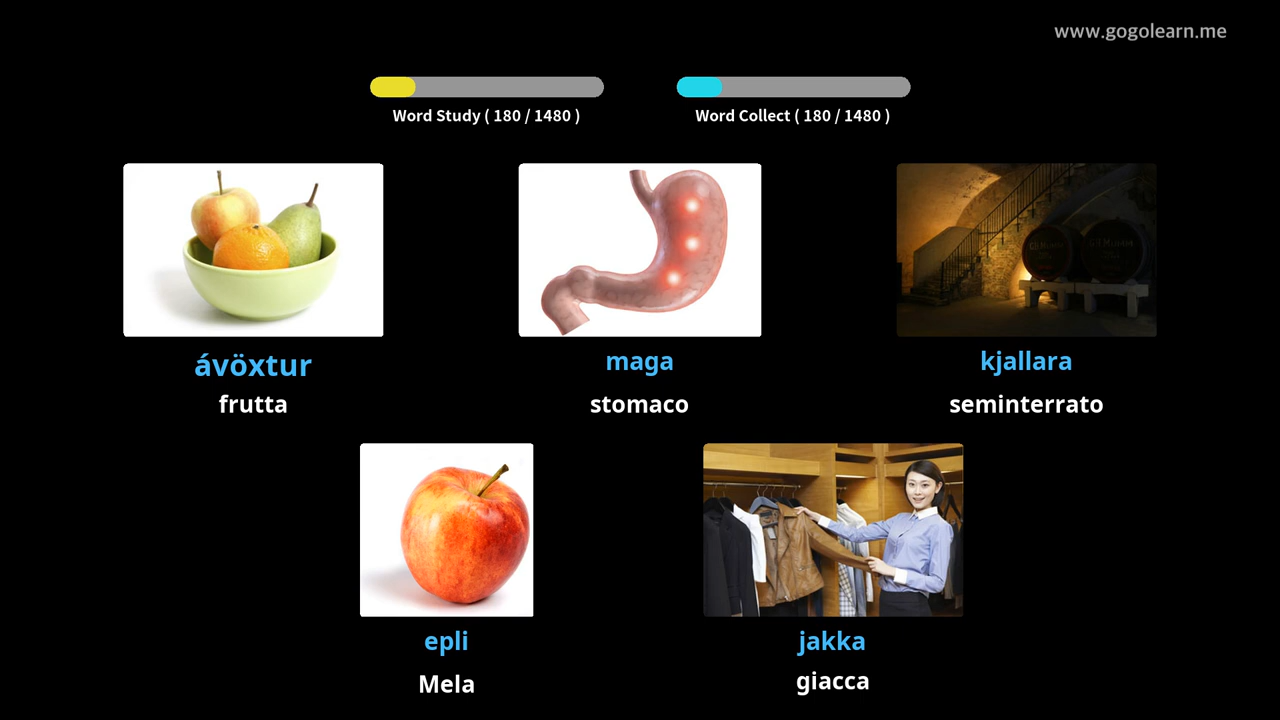 www.gogolearn.me
Word Study ( 180 / 1480 )
Word Collect ( 180 / 1480 )
ávöxtur
maga
kjallara
frutta
stomaco
seminterrato
epli
jakka
Mela
giacca